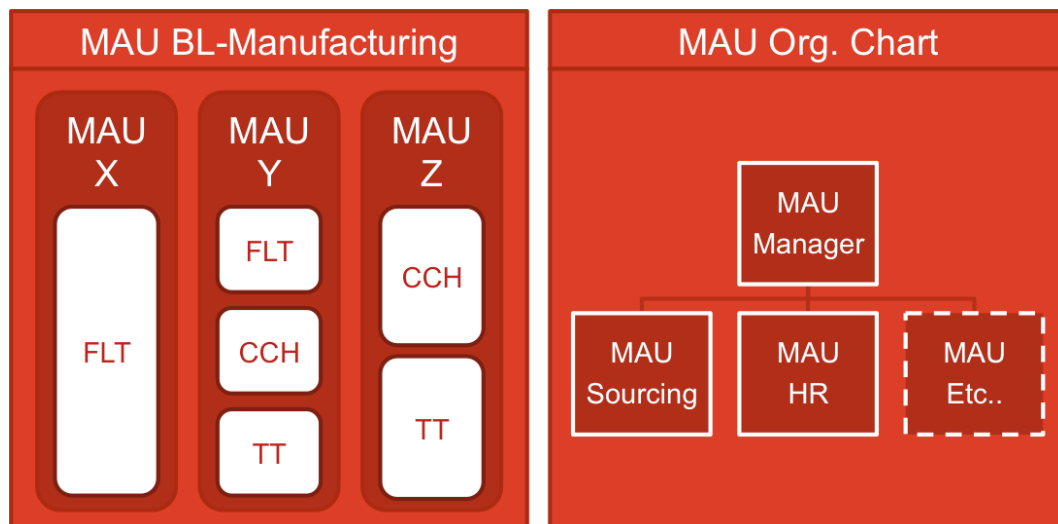 MAU BL-Manufacturing
MAU
X
FLT
MAU
Y
FLT
CCH
TT
MAU
Z
CCH
TT
MAU Org. Chart
MAU
Manager
MAU
Sourcing
MAU
HR
MAU
Etc..